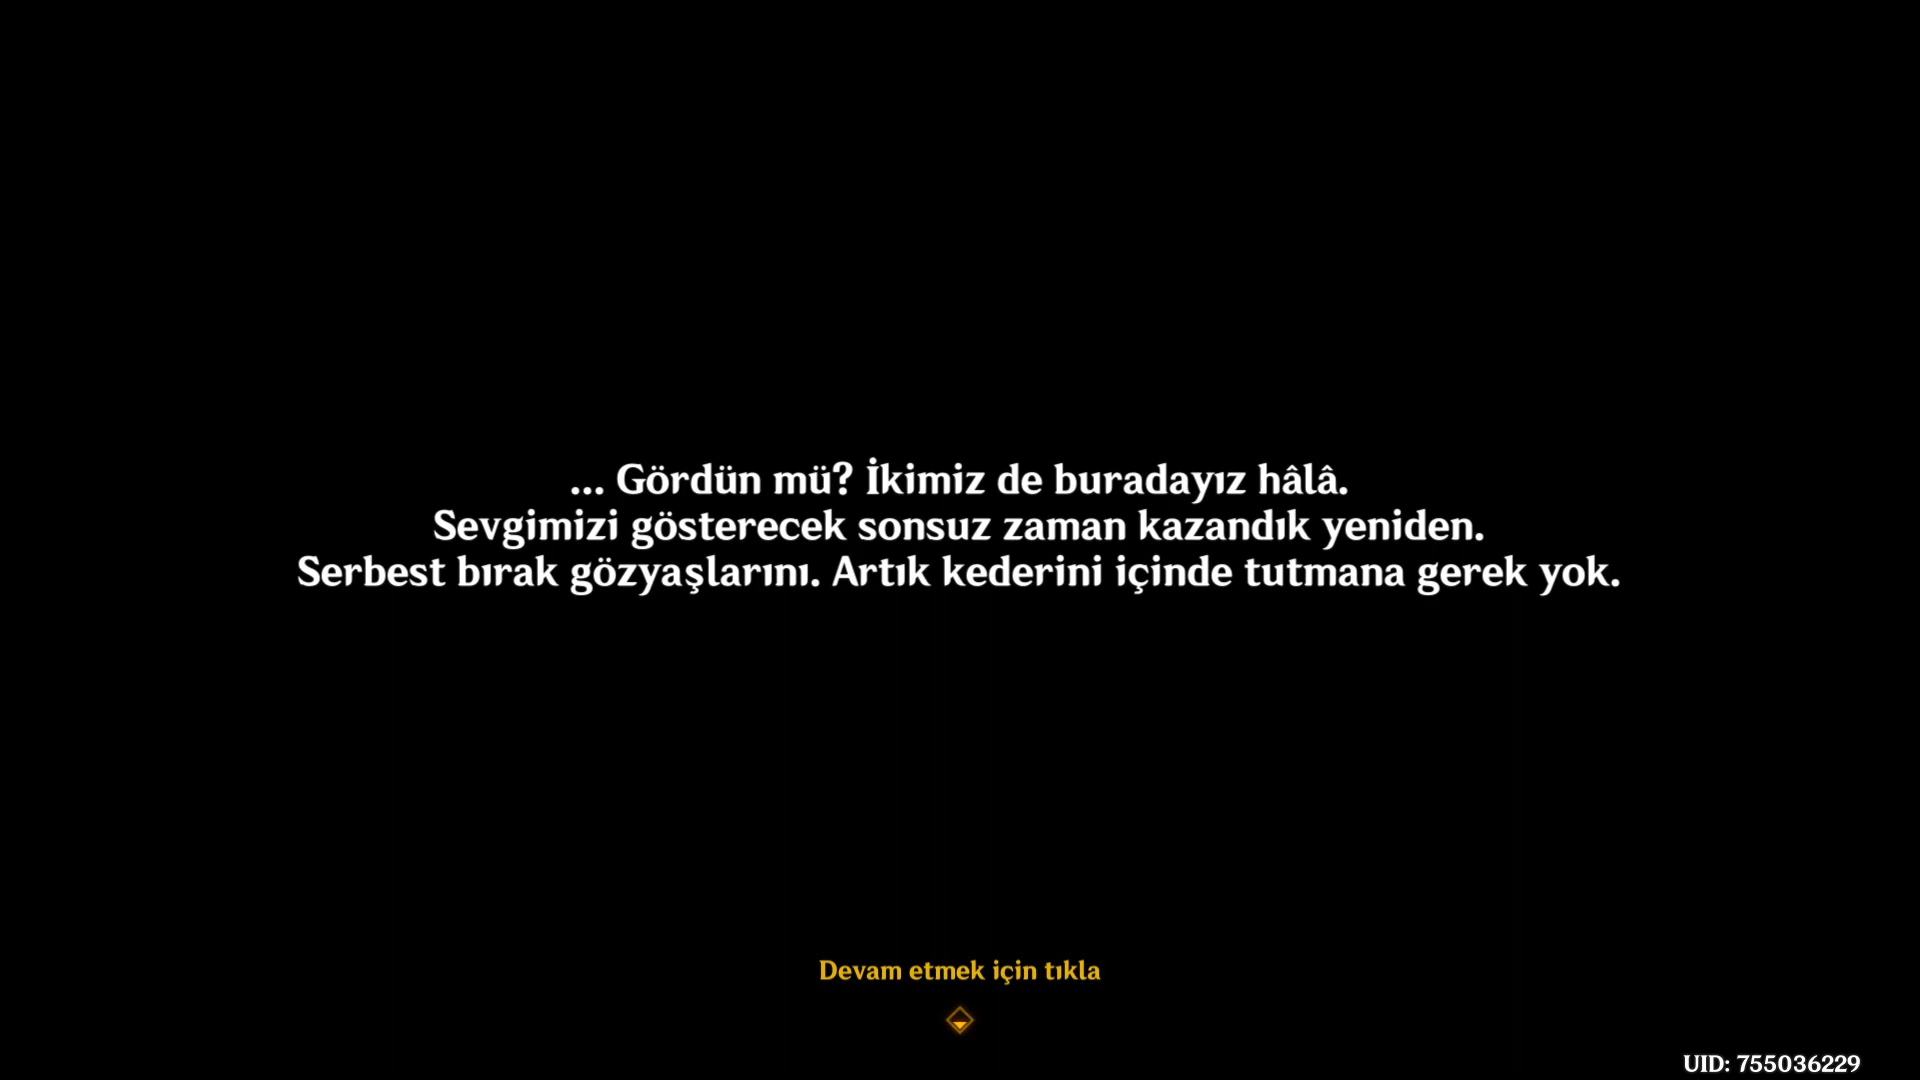 ... Gördün mü? İkimiz de buradayız hâlâ.
Sevgimizi gösterecek sonsuz zaman kazandık yeniden.
Serbest bırak gözyaşlarını. Artık kederini içinde tutmana gerek yok.
Devam etmek için tıkla
UID: 755036229